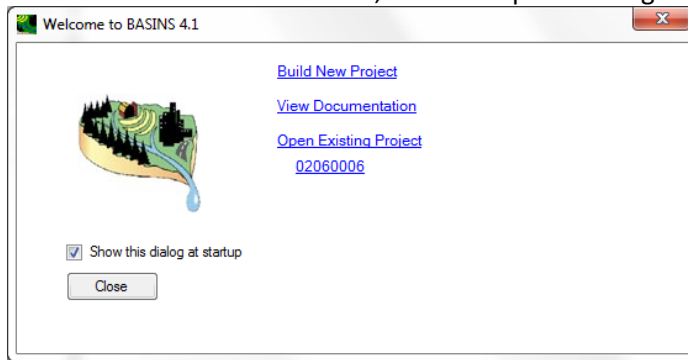 Welcome to BASINS 4.1
Build New Project
View Documentation
Open Existing Project
02060006
Show this dialog at startup
Close